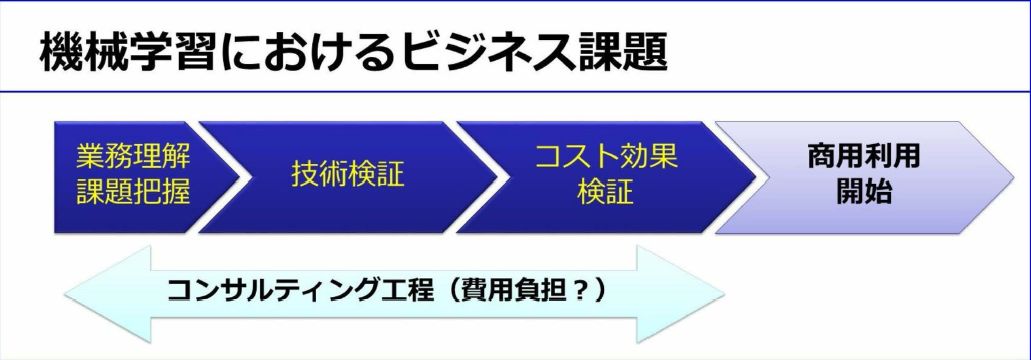 機械学習におけるビジネス課題
業務理解
課題把握
技術検証
コスト効果
検証
商用利用
開始
コンサルティング工程（費用負担？）